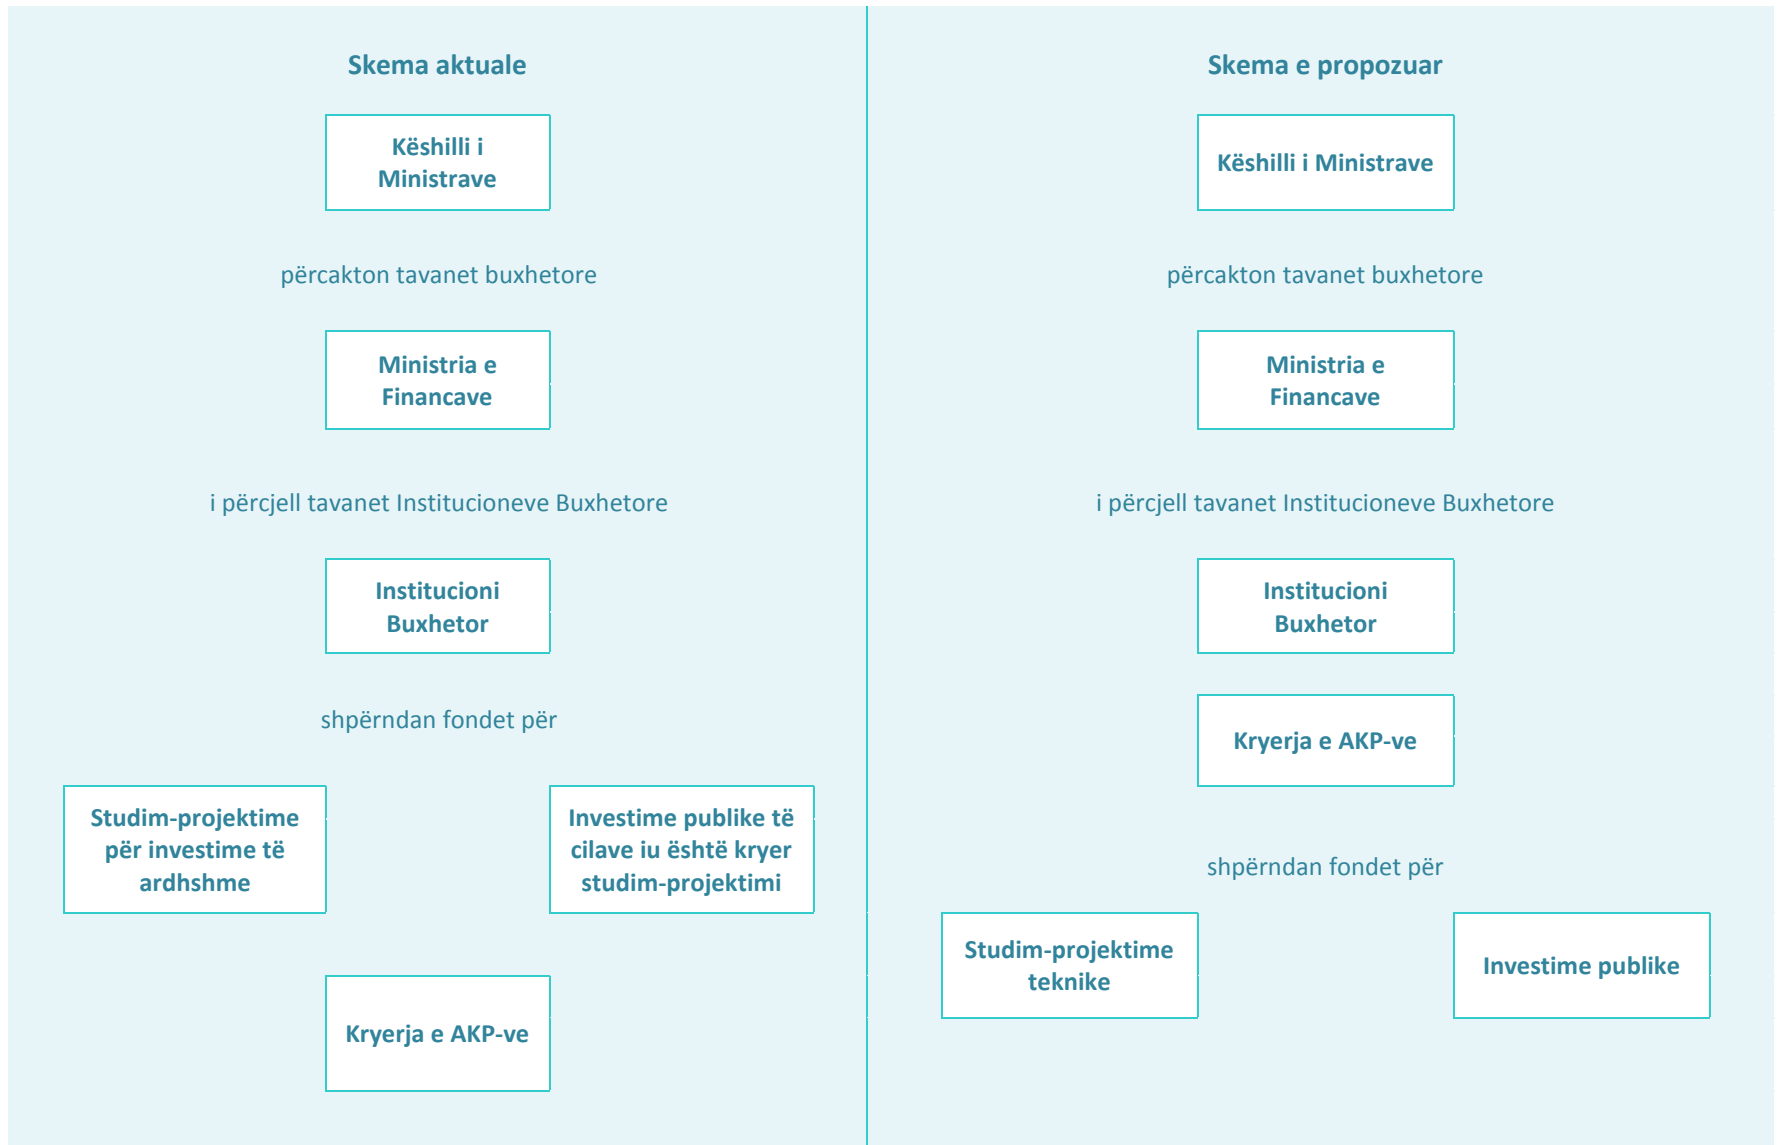 Skema aktuale
Këshilli i
Ministrave
përcakton tavanet buxhetore
Ministria e
Financave
i përcjell tavanet Institucioneve Buxhetore
Institucioni
Buxhetor
shpërndan fondet për
Studim-projektime
për investime të
ardhshme
Investime publike të
cilave iu është kryer
studim-projektimi
Kryerja e AKP-ve
Skema e propozuar
Këshilli i Ministrave
përcakton tavanet buxhetore
Ministria e
Financave
i përcjell tavanet Institucioneve Buxhetore
Institucioni
Buxhetor
Kryerja e AKP-ve
shpërndan fondet për
Studim-projektime
teknike
Investime publike